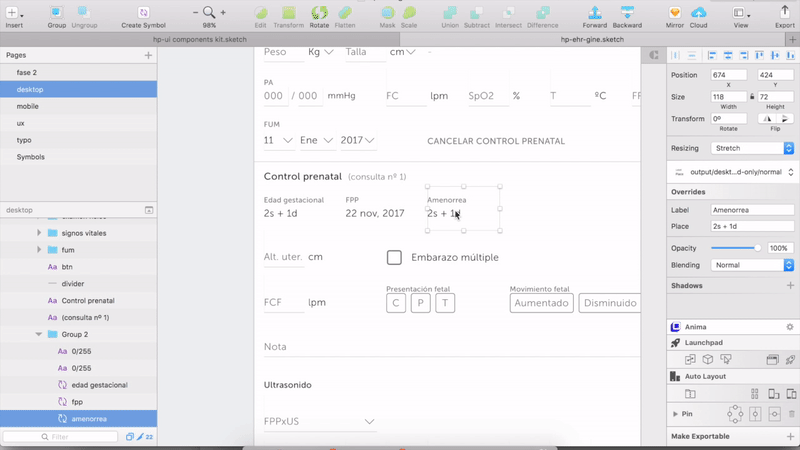 Insert Group Ungroup Create Symbol 98% Edit Transform Rotate Flatten Mask Scale Union Subtract Intersect Difference Forward Backward Mirror Cloud View Export
hp-ui components kit.sketch hp-ehr-gine.sketch
Pages
fase 2
desktop
mobile
ux
typo
Symbols
desktop
signos vitales
fum
btn
divider
Control prenatal
(consulta nº 1)
Group 2
0/255
0/255
edad gestacional
fpp
amenorrea
Filter 22
Peso Kg Talla cm -
PA
000 / 000 mmHg FC lpm SpO2 % T ºC
FUM
11 Ene 2017 CANCELAR CONTROL PRENATAL
Control prenatal (consulta nº 1)
Edad gestacional FPP Amenorrea
2s + 1d 22 nov, 2017 2s + 1d
Alt. uter. cm Embarazo múltiple
Presentación fetal Movimiento fetal
FCF lpm C P T Aumentado Disminuido
Nota
Ultrasonido
FPPxUS
Position 674 424
X Y
Size 118 72
Width Height
Transform 0º
Rotate Flip
Resizing Stretch
output/deskt...d-only/normal
Overrides
Label Amenorrea
Place 2s + 1d
Opacity 100%
Blending Normal
Shadows
Anima
Launchpad
Auto Layout
Pin
Make Exportable